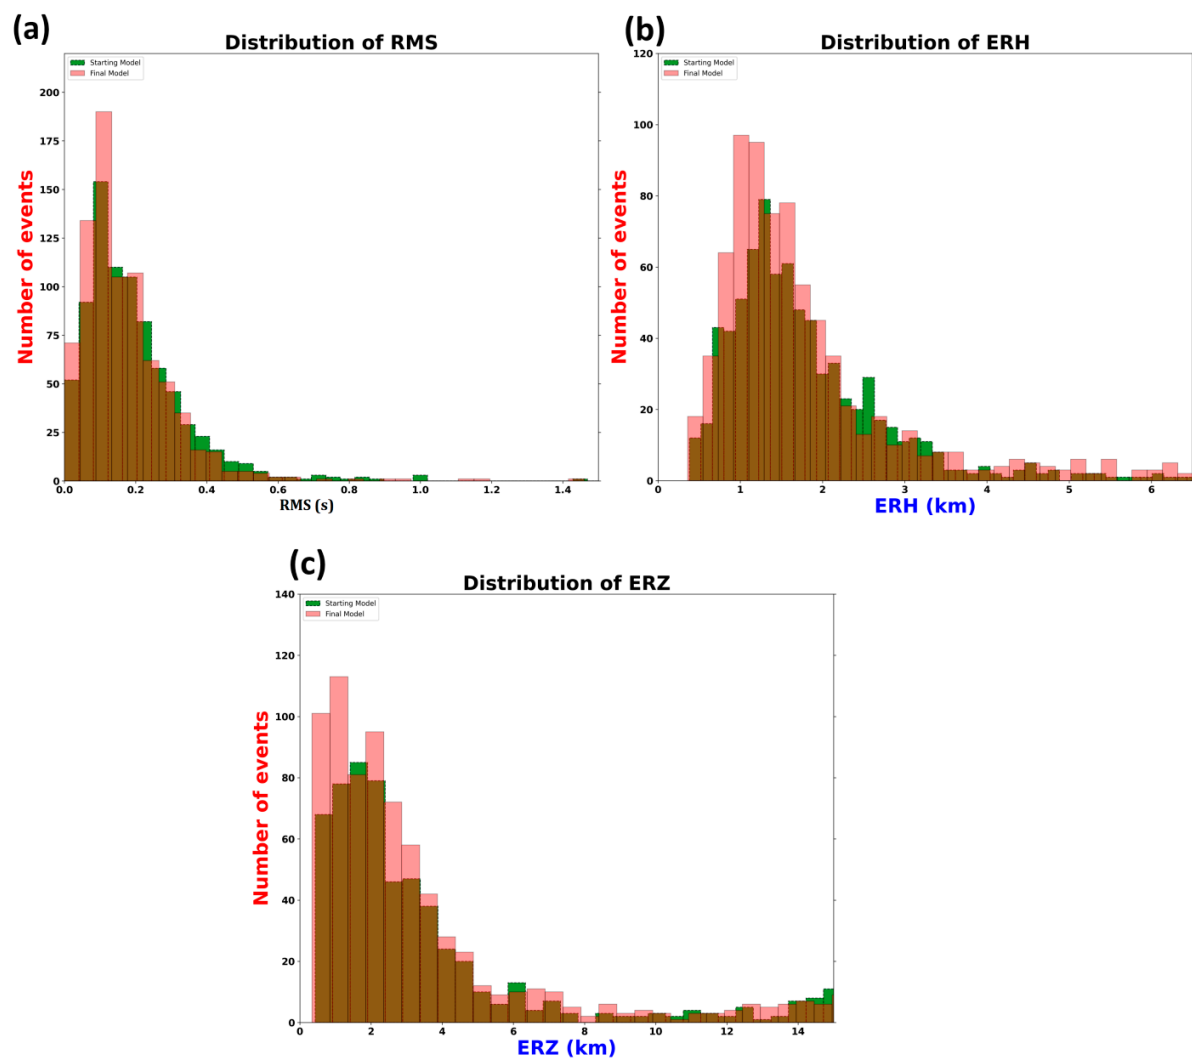 (a)
Distribution of RMS
Starting Model
Final Model
200
175
150
125
100
75
50
25
0
Number of events
0.0 0.2 0.4 0.6 0.8 1.0 1.2 1.4
RMS (s)
(b)
Distribution of ERH
Starting Model
Final Model
120
100
80
60
40
20
0
Number of events
0 1 2 3 4 5 6
ERH (km)
(c)
Distribution of ERZ
Starting Model
Final Model
140
120
100
80
60
40
20
0
Number of events
0 2 4 6 8 10 12 14
ERZ (km)